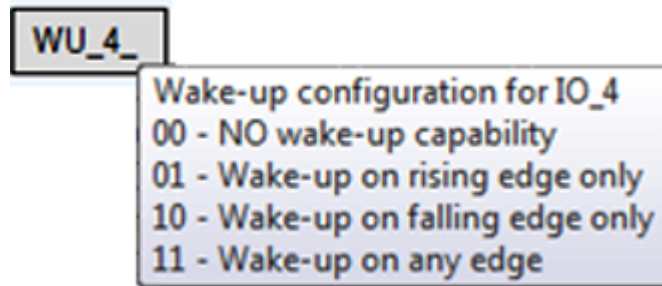 WU_4_
Wake-up configuration for IO_4
00 - NO wake-up capability
01 - Wake-up on rising edge only
10 - Wake-up on falling edge only
11 - Wake-up on any edge